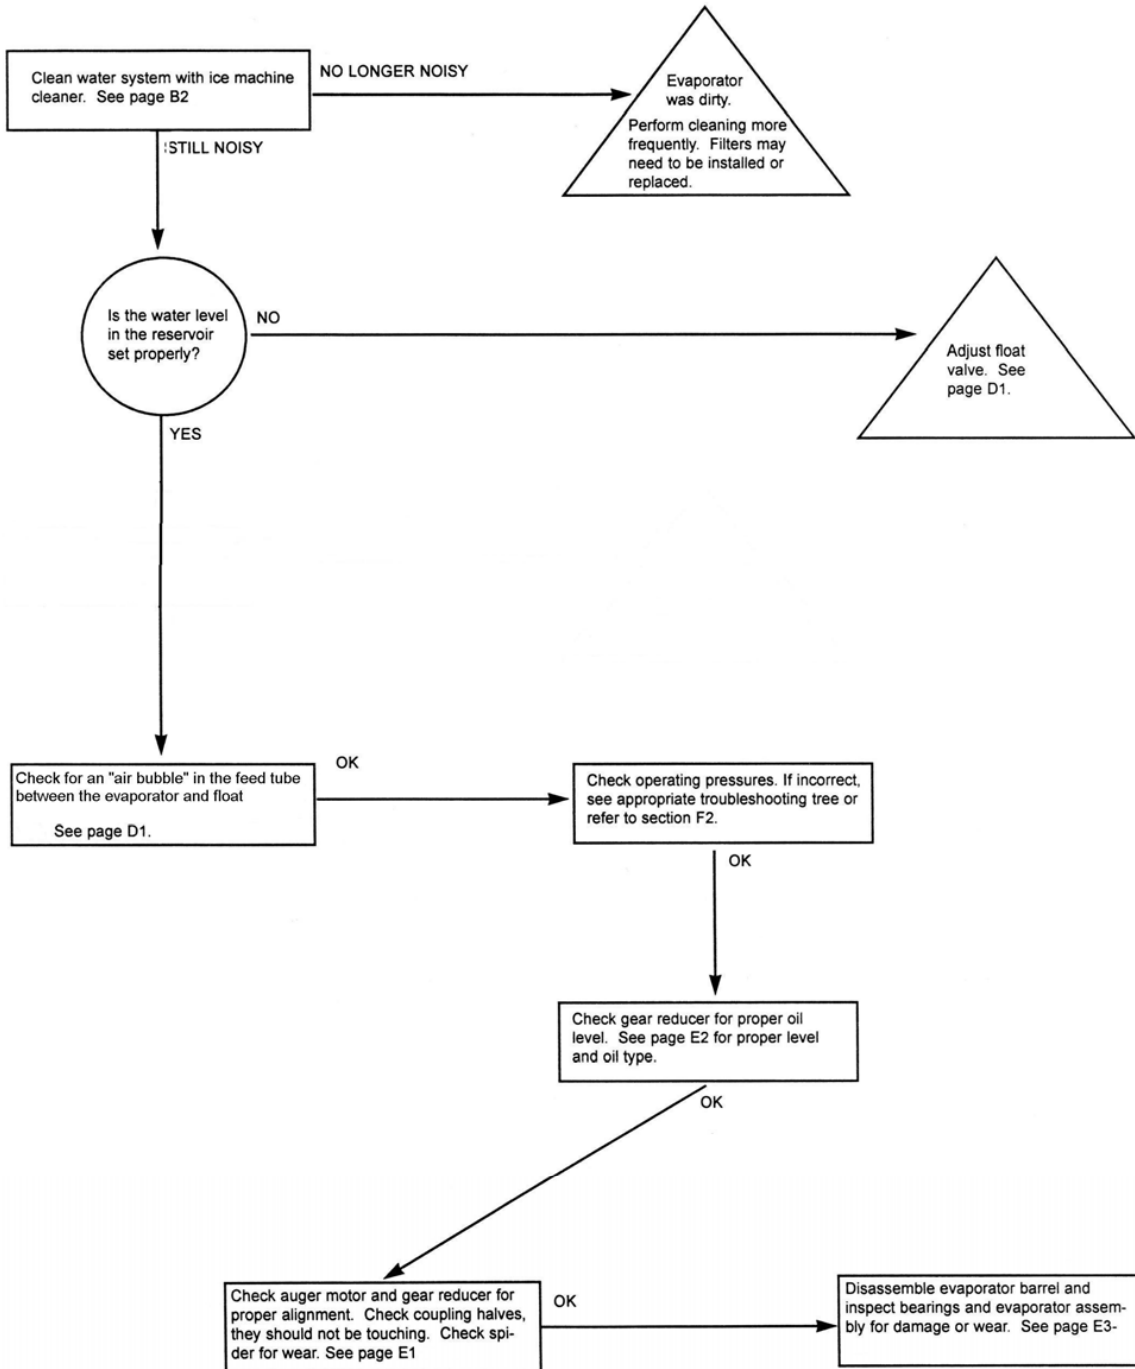 Clean water system with ice machine
cleaner. See page B2
NO LONGER NOISY
Evaporator
was dirty.
Perform cleaning more
frequently. Filters may
need to be installed or
replaced.
STILL NOISY
Is the water level
in the reservoir
set properly?
NO
Adjust float
valve. See
page D1.
YES
Check for an "air bubble" in the feed tube
between the evaporator and float
See page D1.
OK
Check operating pressures. If incorrect,
see appropriate troubleshooting tree or
refer to section F2.
OK
Check gear reducer for proper oil
level. See page E2 for proper level
and oil type.
OK
Check auger motor and gear reducer for
proper alignment. Check coupling halves,
they should not be touching. Check spi-
der for wear. See page E1
OK
Disassemble evaporator barrel and
inspect bearings and evaporator assem-
bly for damage or wear. See page E3-